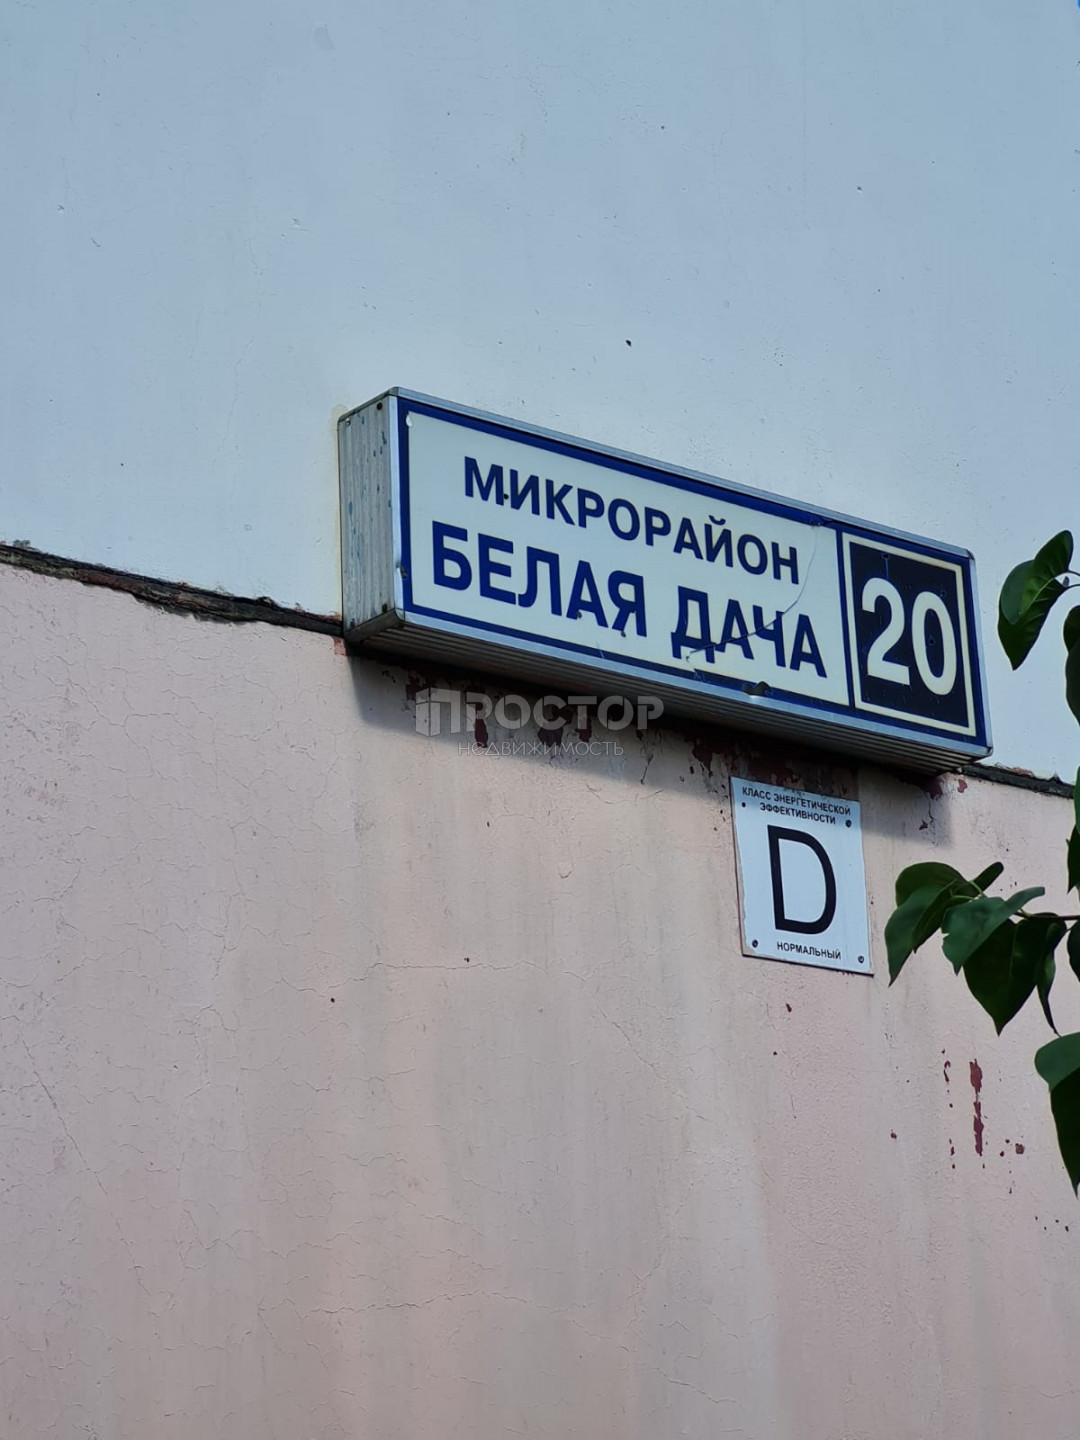 МИКРОРАЙОН
БЕЛАЯ ДАЧА
20
ПРОСТОР
НЕДВИЖИМОСТЬ
КЛАСС ЭНЕРГЕТИЧЕСКОЙ
ЭФФЕКТИВНОСТИ
D
НОРМАЛЬНЫЙ